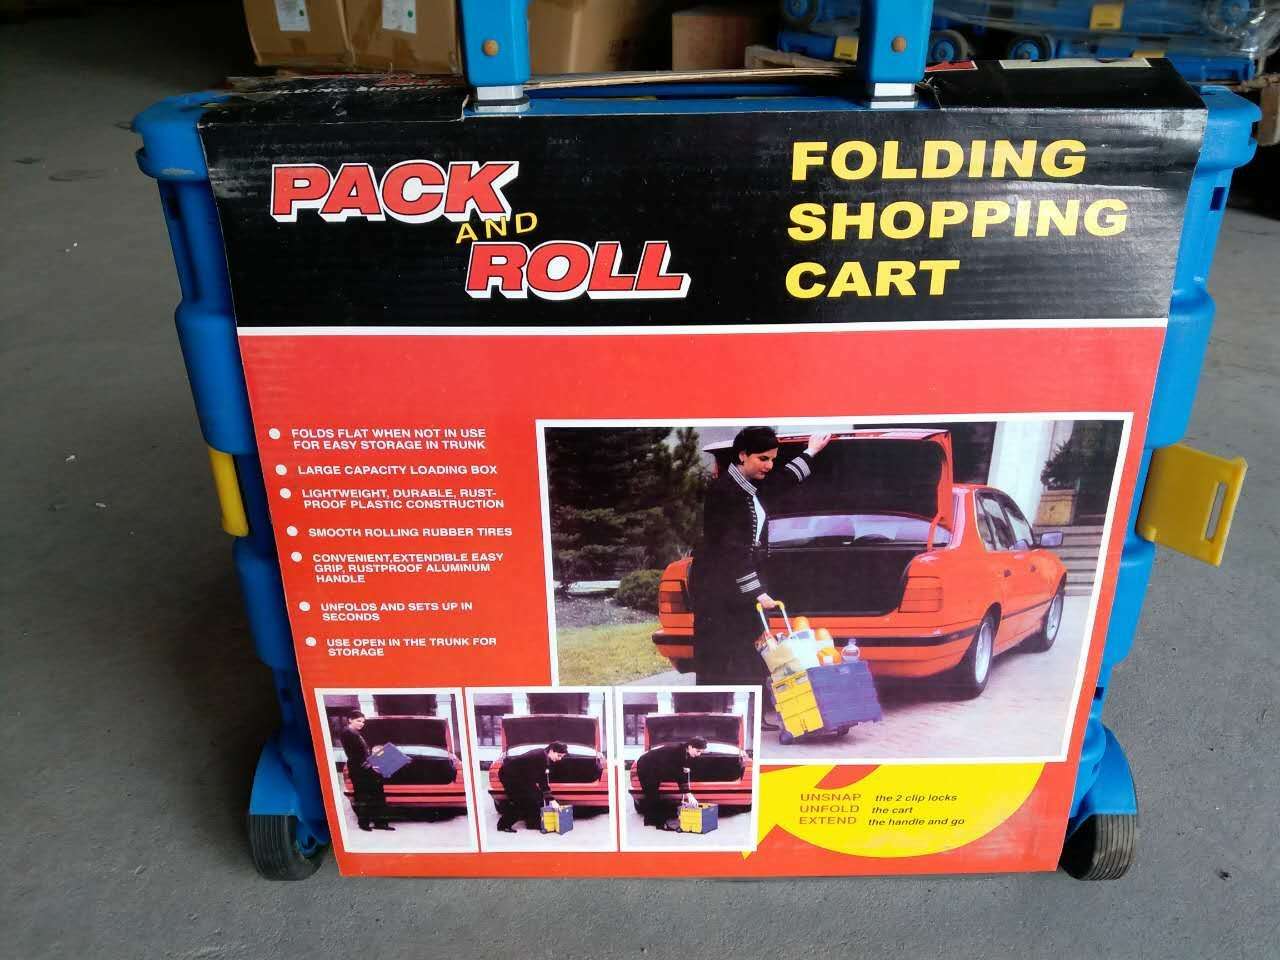 PACK
AND
ROLL
FOLDING
SHOPPING
CART
FOLDS FLAT WHEN NOT IN USE
FOR EASY STORAGE IN TRUNK
LARGE CAPACITY LOADING BOX
LIGHTWEIGHT, DURABLE, RUST-
PROOF PLASTIC CONSTRUCTION
SMOOTH ROLLING RUBBER TIRES
CONVENIENT,EXTENDIBLE EASY
GRIP, RUSTPROOF ALUMINUM
HANDLE
UNFOLDS AND SETS UP IN
SECONDS
USE OPEN IN THE TRUNK FOR
STORAGE
UNSNAP the 2 clip locks
UNFOLD the cart
EXTEND the handle and go